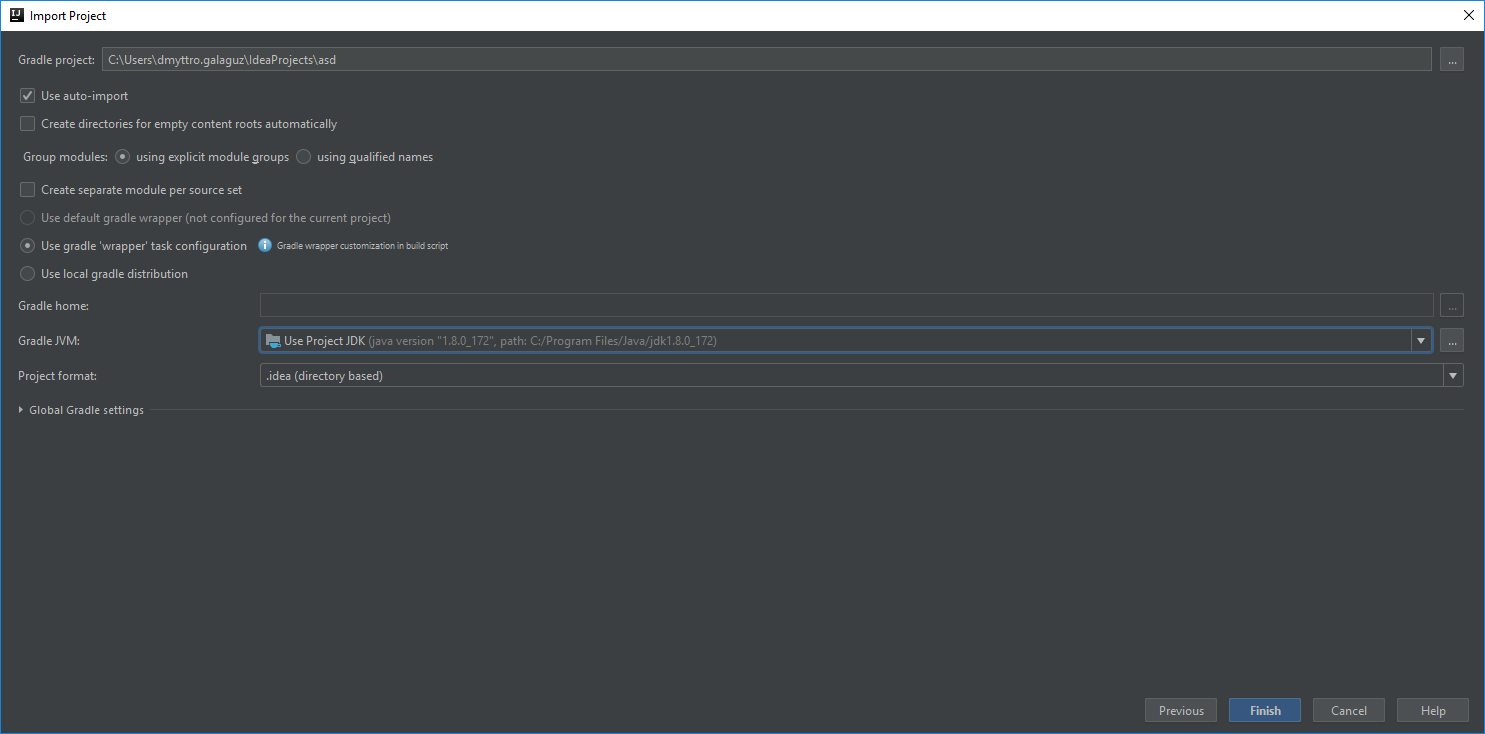 Import Project
Gradle project: C:\Users\dmyttro.galaguz\IdeaProjects\asd ...
Use auto-import
Create directories for empty content roots automatically
Group modules: using explicit module groups using qualified names
Create separate module per source set
Use default gradle wrapper (not configured for the current project)
Use gradle 'wrapper' task configuration Gradle wrapper customization in build script
Use local gradle distribution
Gradle home: ...
Gradle JVM: Use Project JDK (java version "1.8.0_172", path: C:/Program Files/Java/jdk1.8.0_172) ...
Project format: .idea (directory based)
Global Gradle settings
Previous Finish Cancel Help